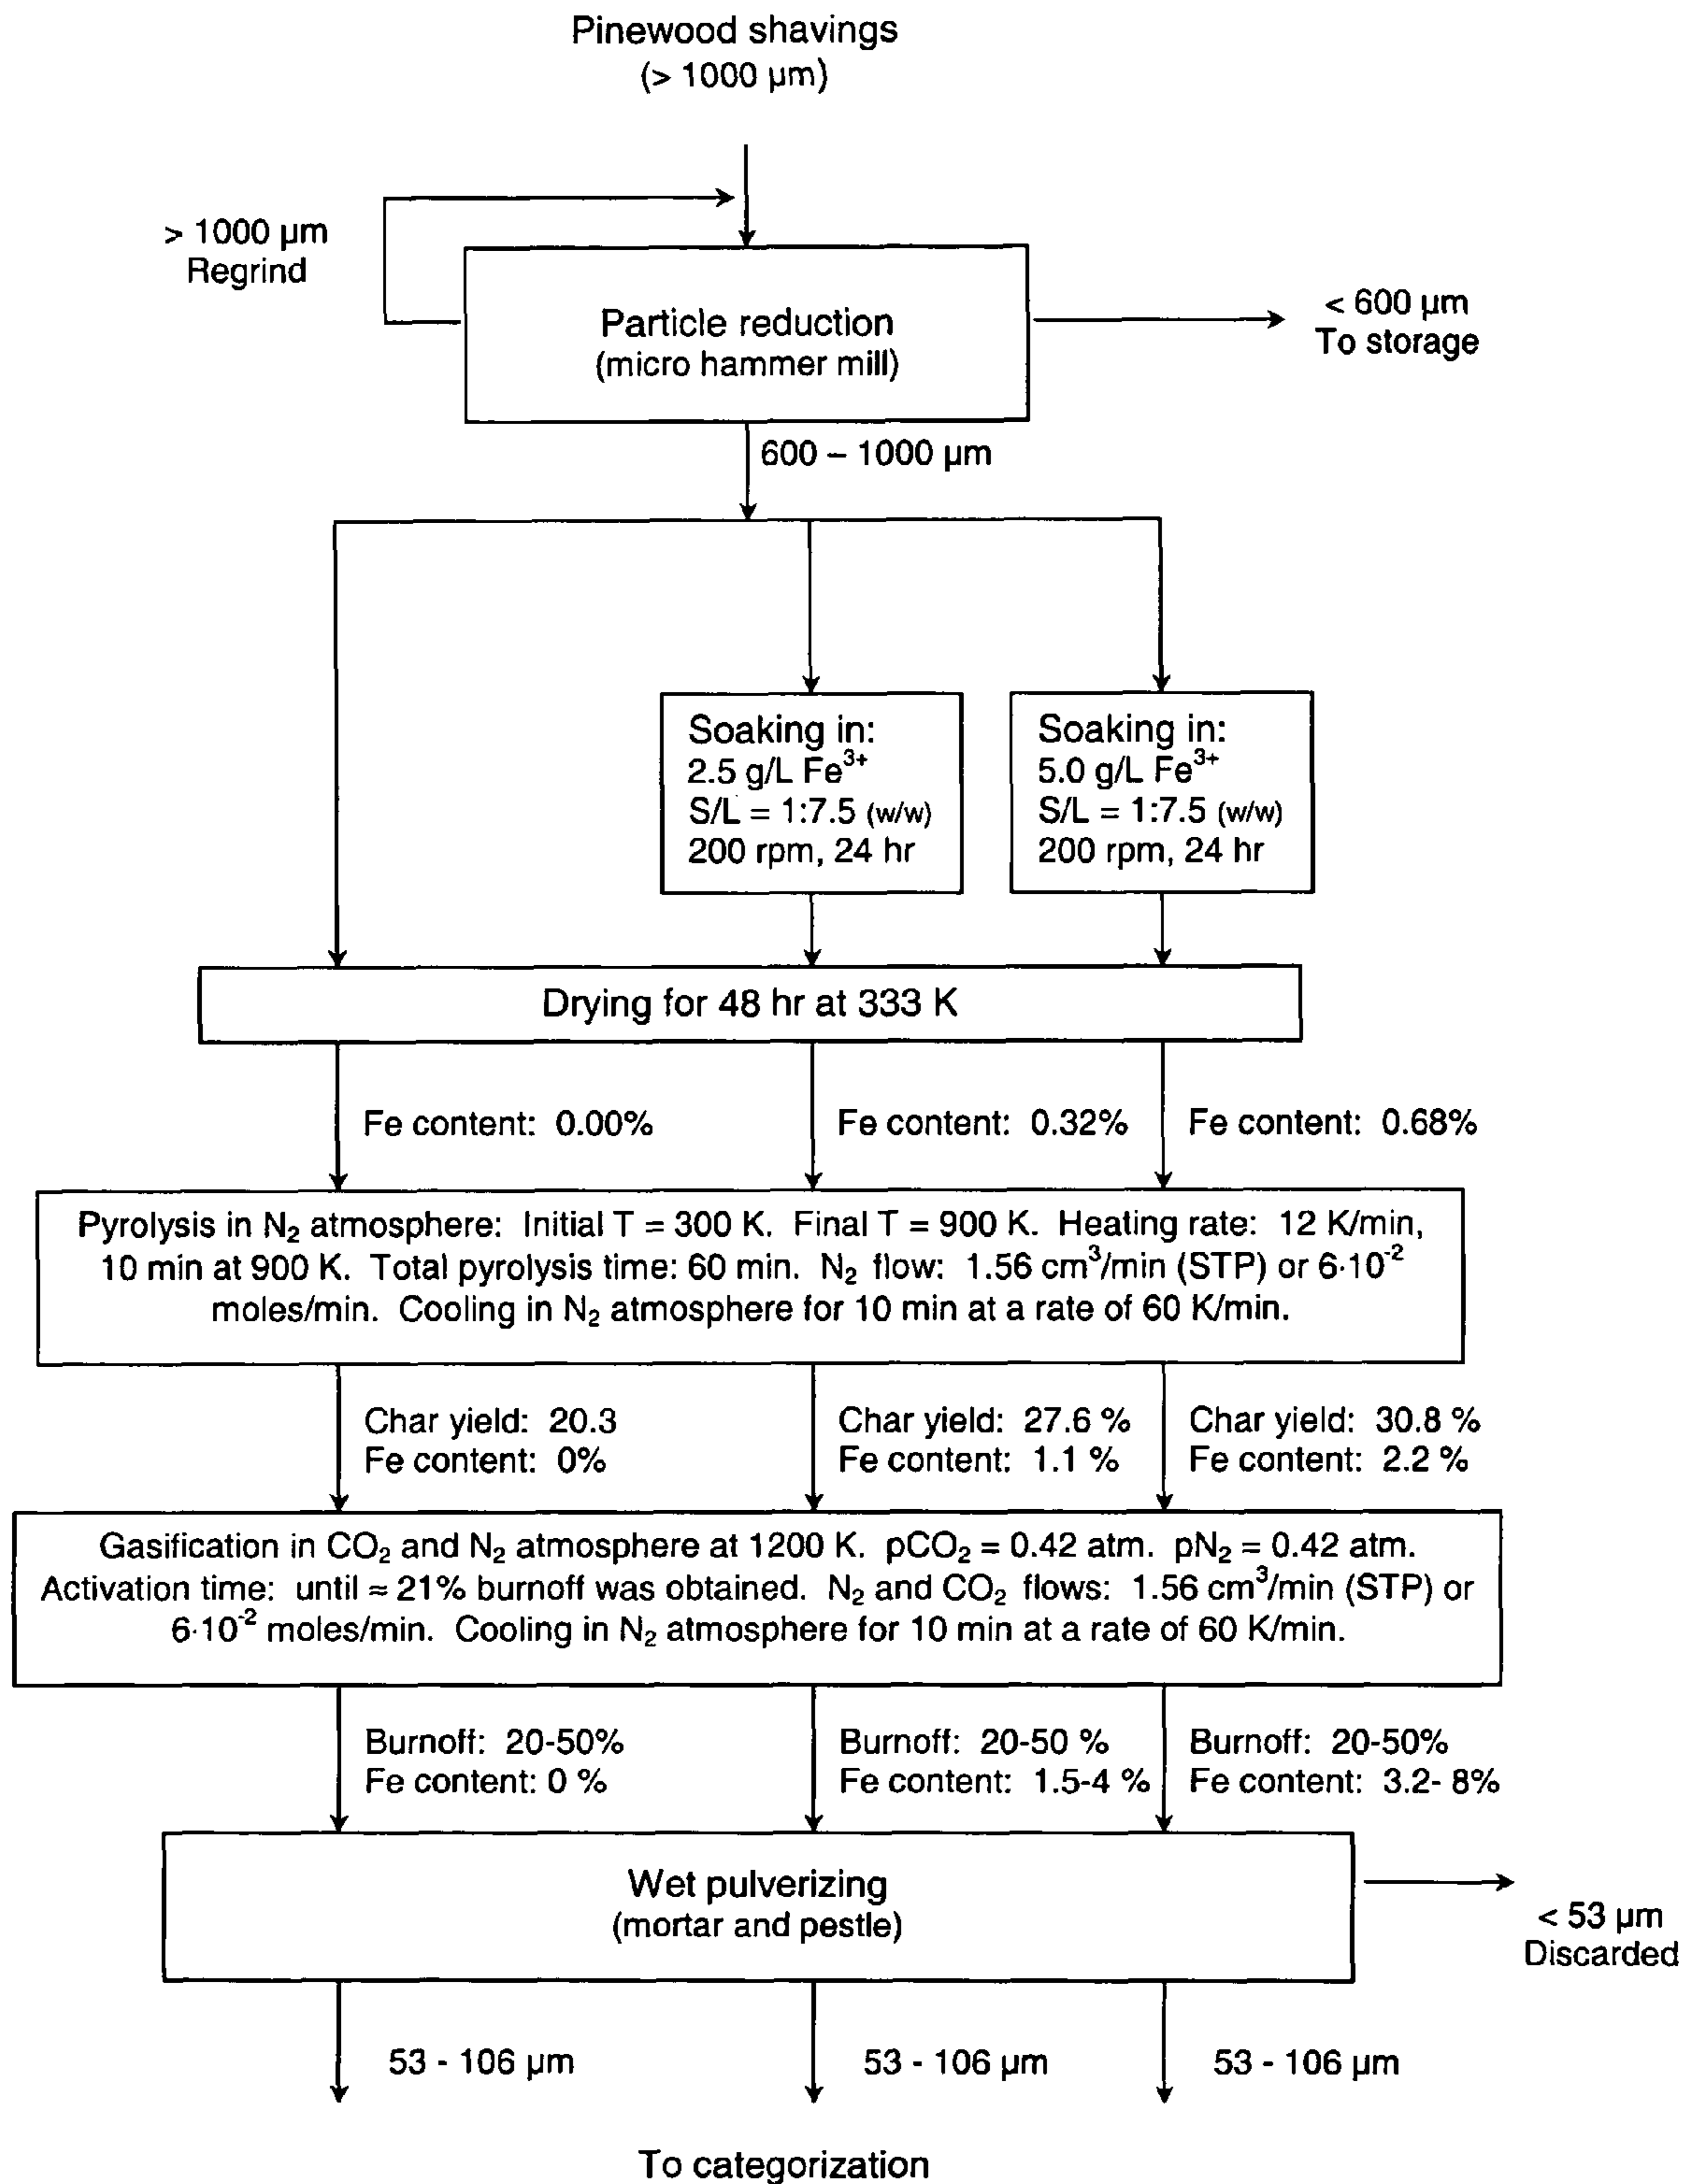 Pinewood shavings
(> 1000 µm)
> 1000 µm
Regrind
Particle reduction
(micro hammer mill)
< 600 µm
To storage
600 – 1000 µm
Soaking in:
2.5 g/L Fe³⁺
S/L = 1:7.5 (w/w)
200 rpm, 24 hr
Soaking in:
5.0 g/L Fe³⁺
S/L = 1:7.5 (w/w)
200 rpm, 24 hr
Drying for 48 hr at 333 K
Fe content: 0.00%
Fe content: 0.32%
Fe content: 0.68%
Pyrolysis in N₂ atmosphere: Initial T = 300 K. Final T = 900 K. Heating rate: 12 K/min,
10 min at 900 K. Total pyrolysis time: 60 min. N₂ flow: 1.56 cm³/min (STP) or 6·10⁻²
moles/min. Cooling in N₂ atmosphere for 10 min at a rate of 60 K/min.
Char yield: 20.3
Fe content: 0%
Char yield: 27.6 %
Fe content: 1.1 %
Char yield: 30.8 %
Fe content: 2.2 %
Gasification in CO₂ and N₂ atmosphere at 1200 K. pCO₂ = 0.42 atm. pN₂ = 0.42 atm.
Activation time: until ≈ 21% burnoff was obtained. N₂ and CO₂ flows: 1.56 cm³/min (STP) or
6·10⁻² moles/min. Cooling in N₂ atmosphere for 10 min at a rate of 60 K/min.
Burnoff: 20-50%
Fe content: 0 %
Burnoff: 20-50 %
Fe content: 1.5-4 %
Burnoff: 20-50%
Fe content: 3.2- 8%
Wet pulverizing
(mortar and pestle)
< 53 µm
Discarded
53 - 106 µm
53 - 106 µm
53 - 106 µm
To categorization